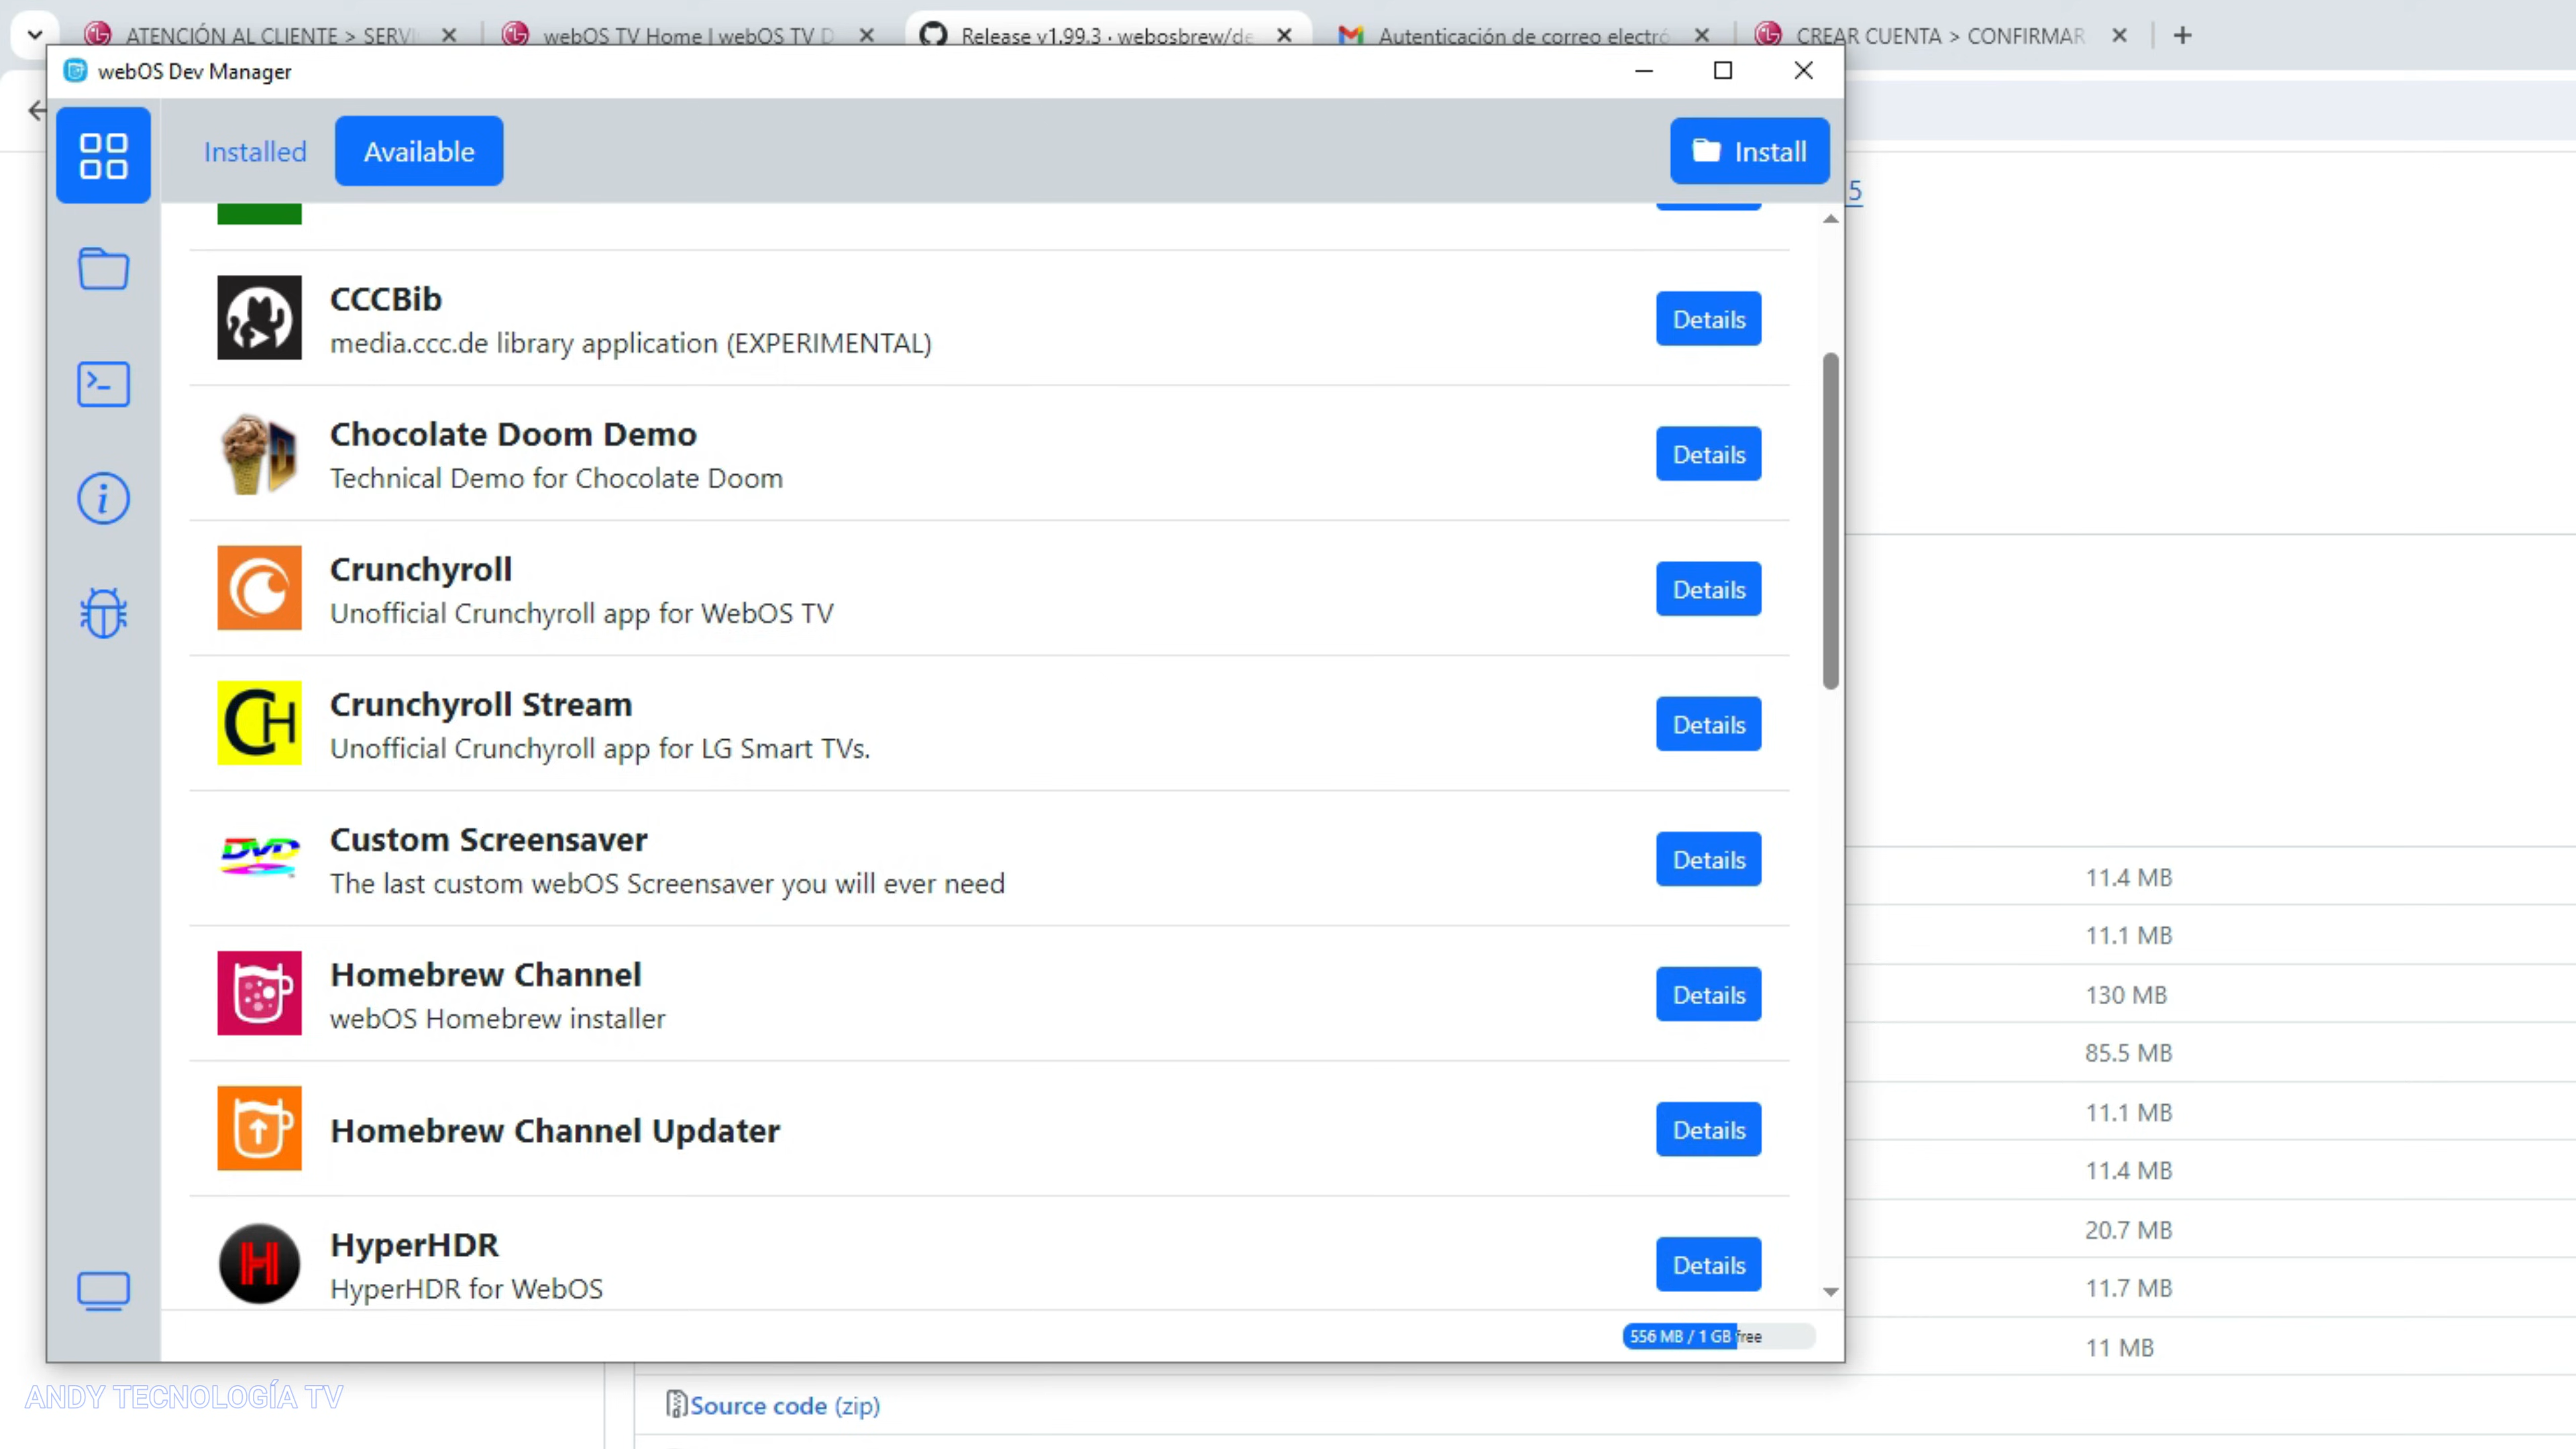 ATENCIÓN AL CLIENTE > SERVI
webOS TV Home | webOS TV D
Release v1.99.3 · webosbrew/de
Autenticación de correo electró
CREAR CUENTA > CONFIRMAR
webOS Dev Manager
Installed
Available
Install
5
CCCBib
media.ccc.de library application (EXPERIMENTAL)
Details
Chocolate Doom Demo
Technical Demo for Chocolate Doom
Details
Crunchyroll
Unofficial Crunchyroll app for WebOS TV
Details
CH
Crunchyroll Stream
Unofficial Crunchyroll app for LG Smart TVs.
Details
DVD
Custom Screensaver
The last custom webOS Screensaver you will ever need
Details
Homebrew Channel
webOS Homebrew installer
Details
Homebrew Channel Updater
Details
H
HyperHDR
HyperHDR for WebOS
Details
556 MB / 1 GB free
11.4 MB
11.1 MB
130 MB
85.5 MB
11.1 MB
11.4 MB
20.7 MB
11.7 MB
11 MB
Source code (zip)
ANDY TECNOLOGÍA TV